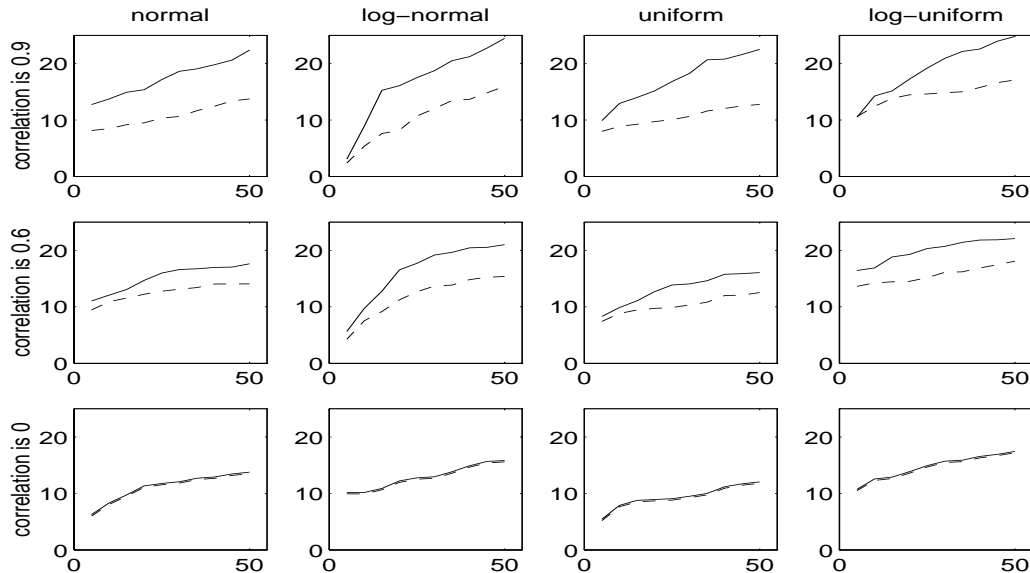 normal log-normal uniform log-uniform
correlation is 0.9
20 20 20 20
10 10 10 10
0 0 0 0
0 50 0 50 0 50 0 50
correlation is 0.6
20 20 20 20
10 10 10 10
0 0 0 0
0 50 0 50 0 50 0 50
correlation is 0
20 20 20 20
10 10 10 10
0 0 0 0
0 50 0 50 0 50 0 50